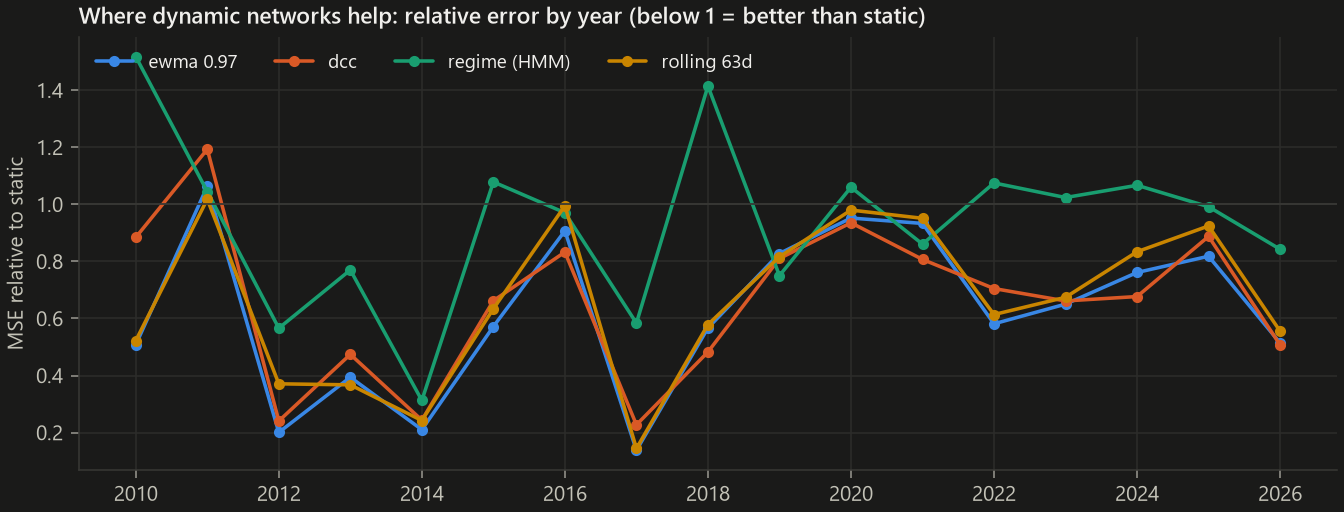 Where dynamic networks help: relative error by year (below 1 = better than static)
ewma 0.97 dcc regime (HMM) rolling 63d
MSE relative to static
1.4
1.2
1.0
0.8
0.6
0.4
0.2
2010 2012 2014 2016 2018 2020 2022 2024 2026